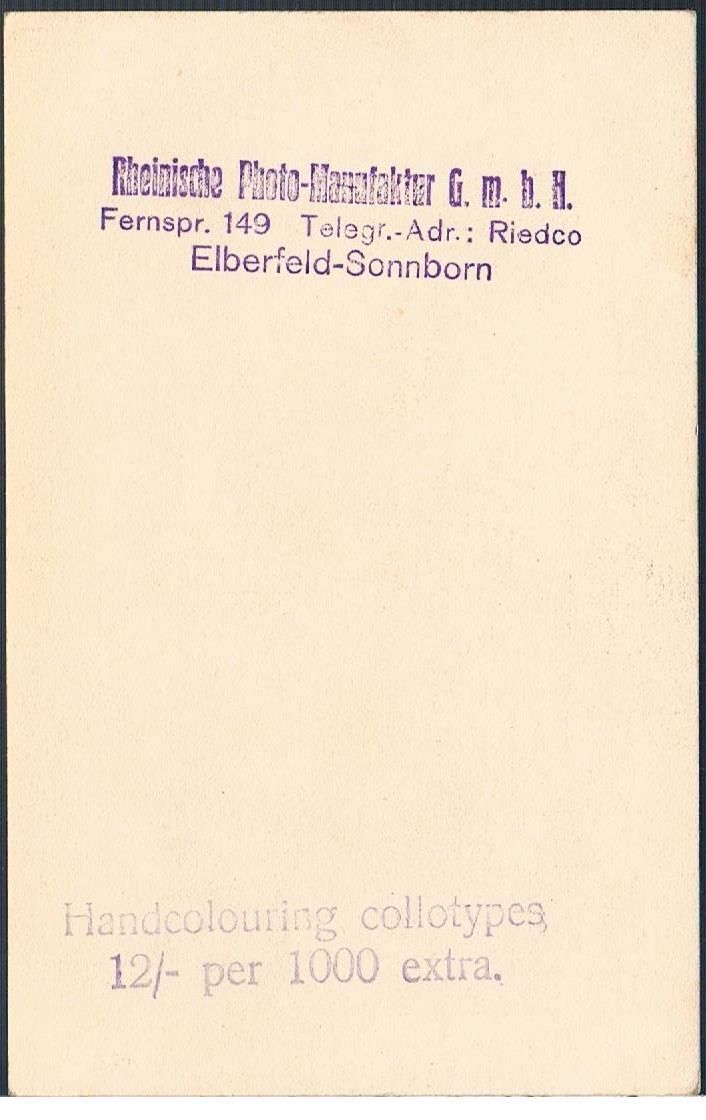 Rheinische Photo-Manufaktur G. m. b. H.
Fernspr. 149 Telegr.-Adr.: Riedco
Elberfeld-Sonnborn
Handcolouring collotypes,
12/- per 1000 extra.